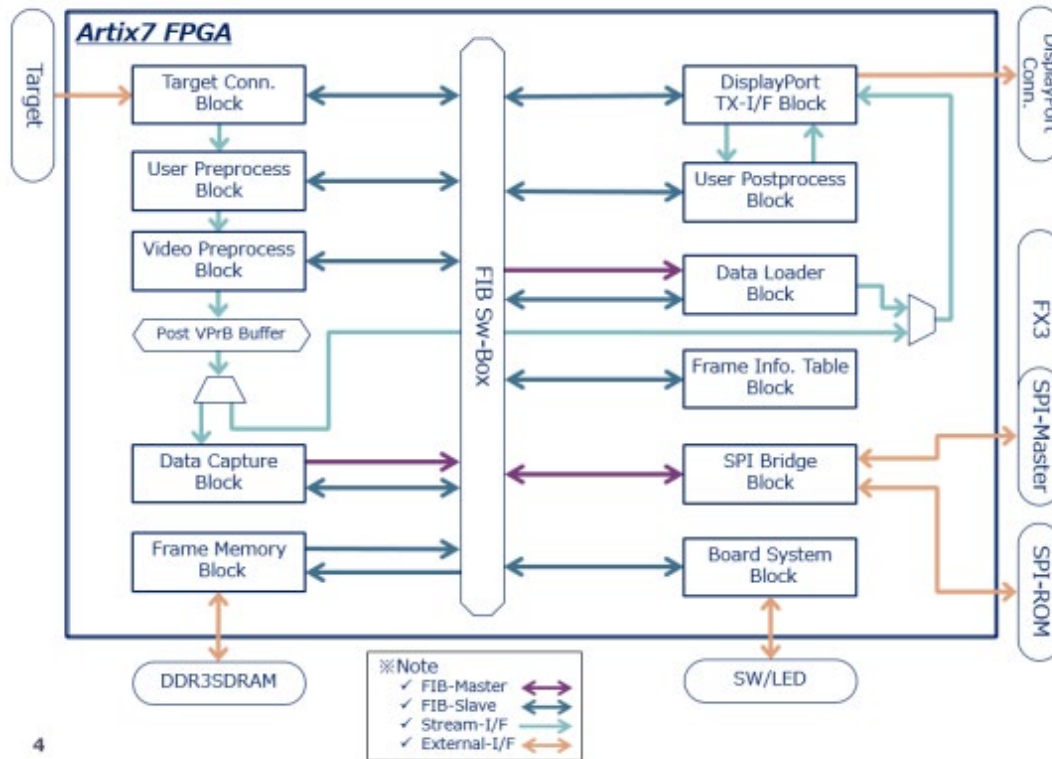 Artix7 FPGA
Target
Target Conn.
Block
User Preprocess
Block
Video Preprocess
Block
Post VPrB Buffer
Data Capture
Block
Frame Memory
Block
FIB Sw-Box
DisplayPort
TX-I/F Block
User Postprocess
Block
Data Loader
Block
Frame Info. Table
Block
SPI Bridge
Block
Board System
Block
DisplayPort
Conn.
FX3
SPI-Master
SPI-ROM
DDR3SDRAM
SW/LED
※Note
✓ FIB-Master
✓ FIB-Slave
✓ Stream-I/F
✓ External-I/F
4